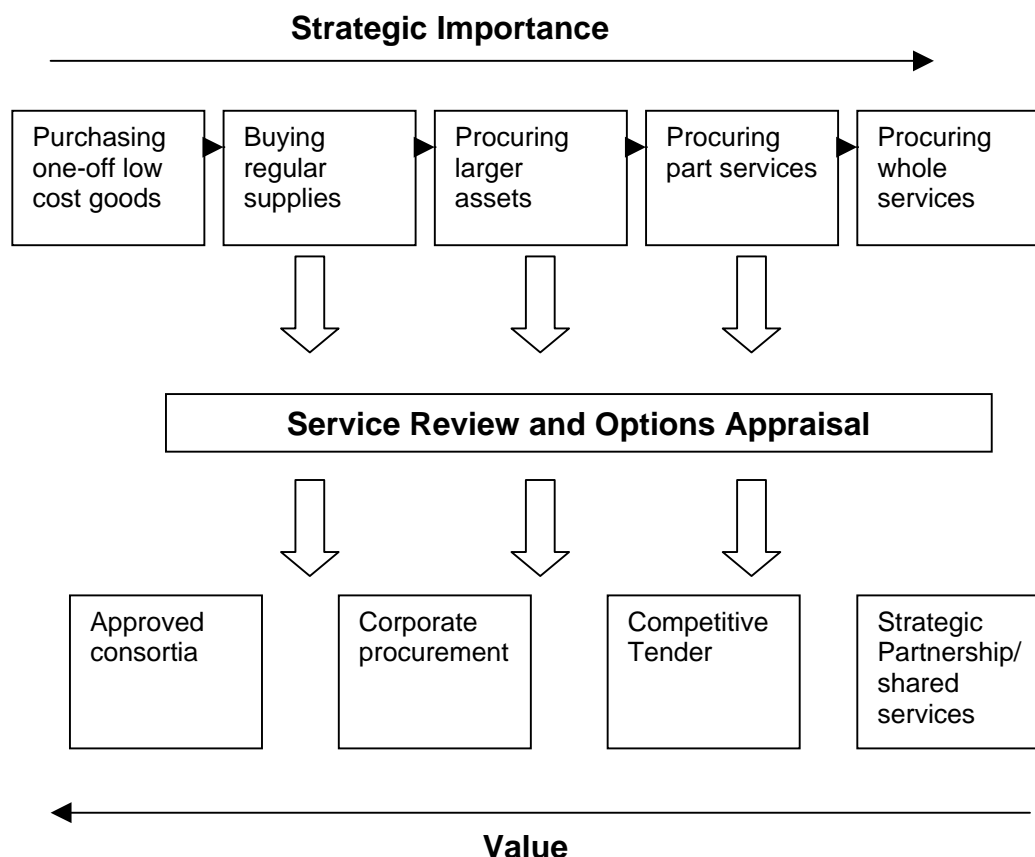 Strategic Importance
Purchasing
one-off low
cost goods
Buying
regular
supplies
Procuring
larger
assets
Procuring
part services
Procuring
whole
services
Service Review and Options Appraisal
Approved
consortia
Corporate
procurement
Competitive
Tender
Strategic
Partnership/
shared
services
Value